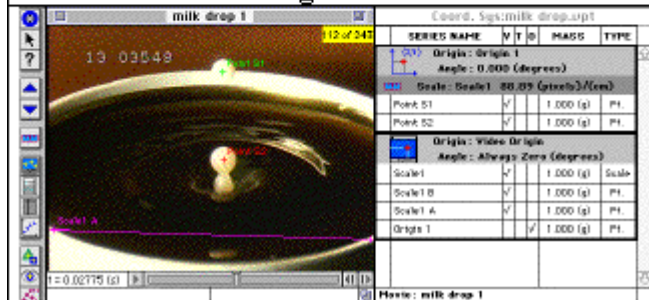 milk drop 1
112 of 243
13 03548
Point S1
Point S2
Scale1 A
t = 0.02775 (s)
Coord. Sys:milk drop.vpt
SERIES NAME V T MASS TYPE
Origin: Origin 1
Angle: 0.000 (degrees)
Scale: Scale1 88.89 (pixels)/(cm)
Point S1 √ 1.000 (g) Pt.
Point S2 √ 1.000 (g) Pt.
Origin: Video Origin
Angle: Always Zero (degrees)
Scale1 √ 1.000 (g) Scale
Scale1 B √ 1.000 (g) Pt.
Scale1 A √ 1.000 (g) Pt.
Origin 1 √ 1.000 (g) Pt.
Movie: milk drop 1